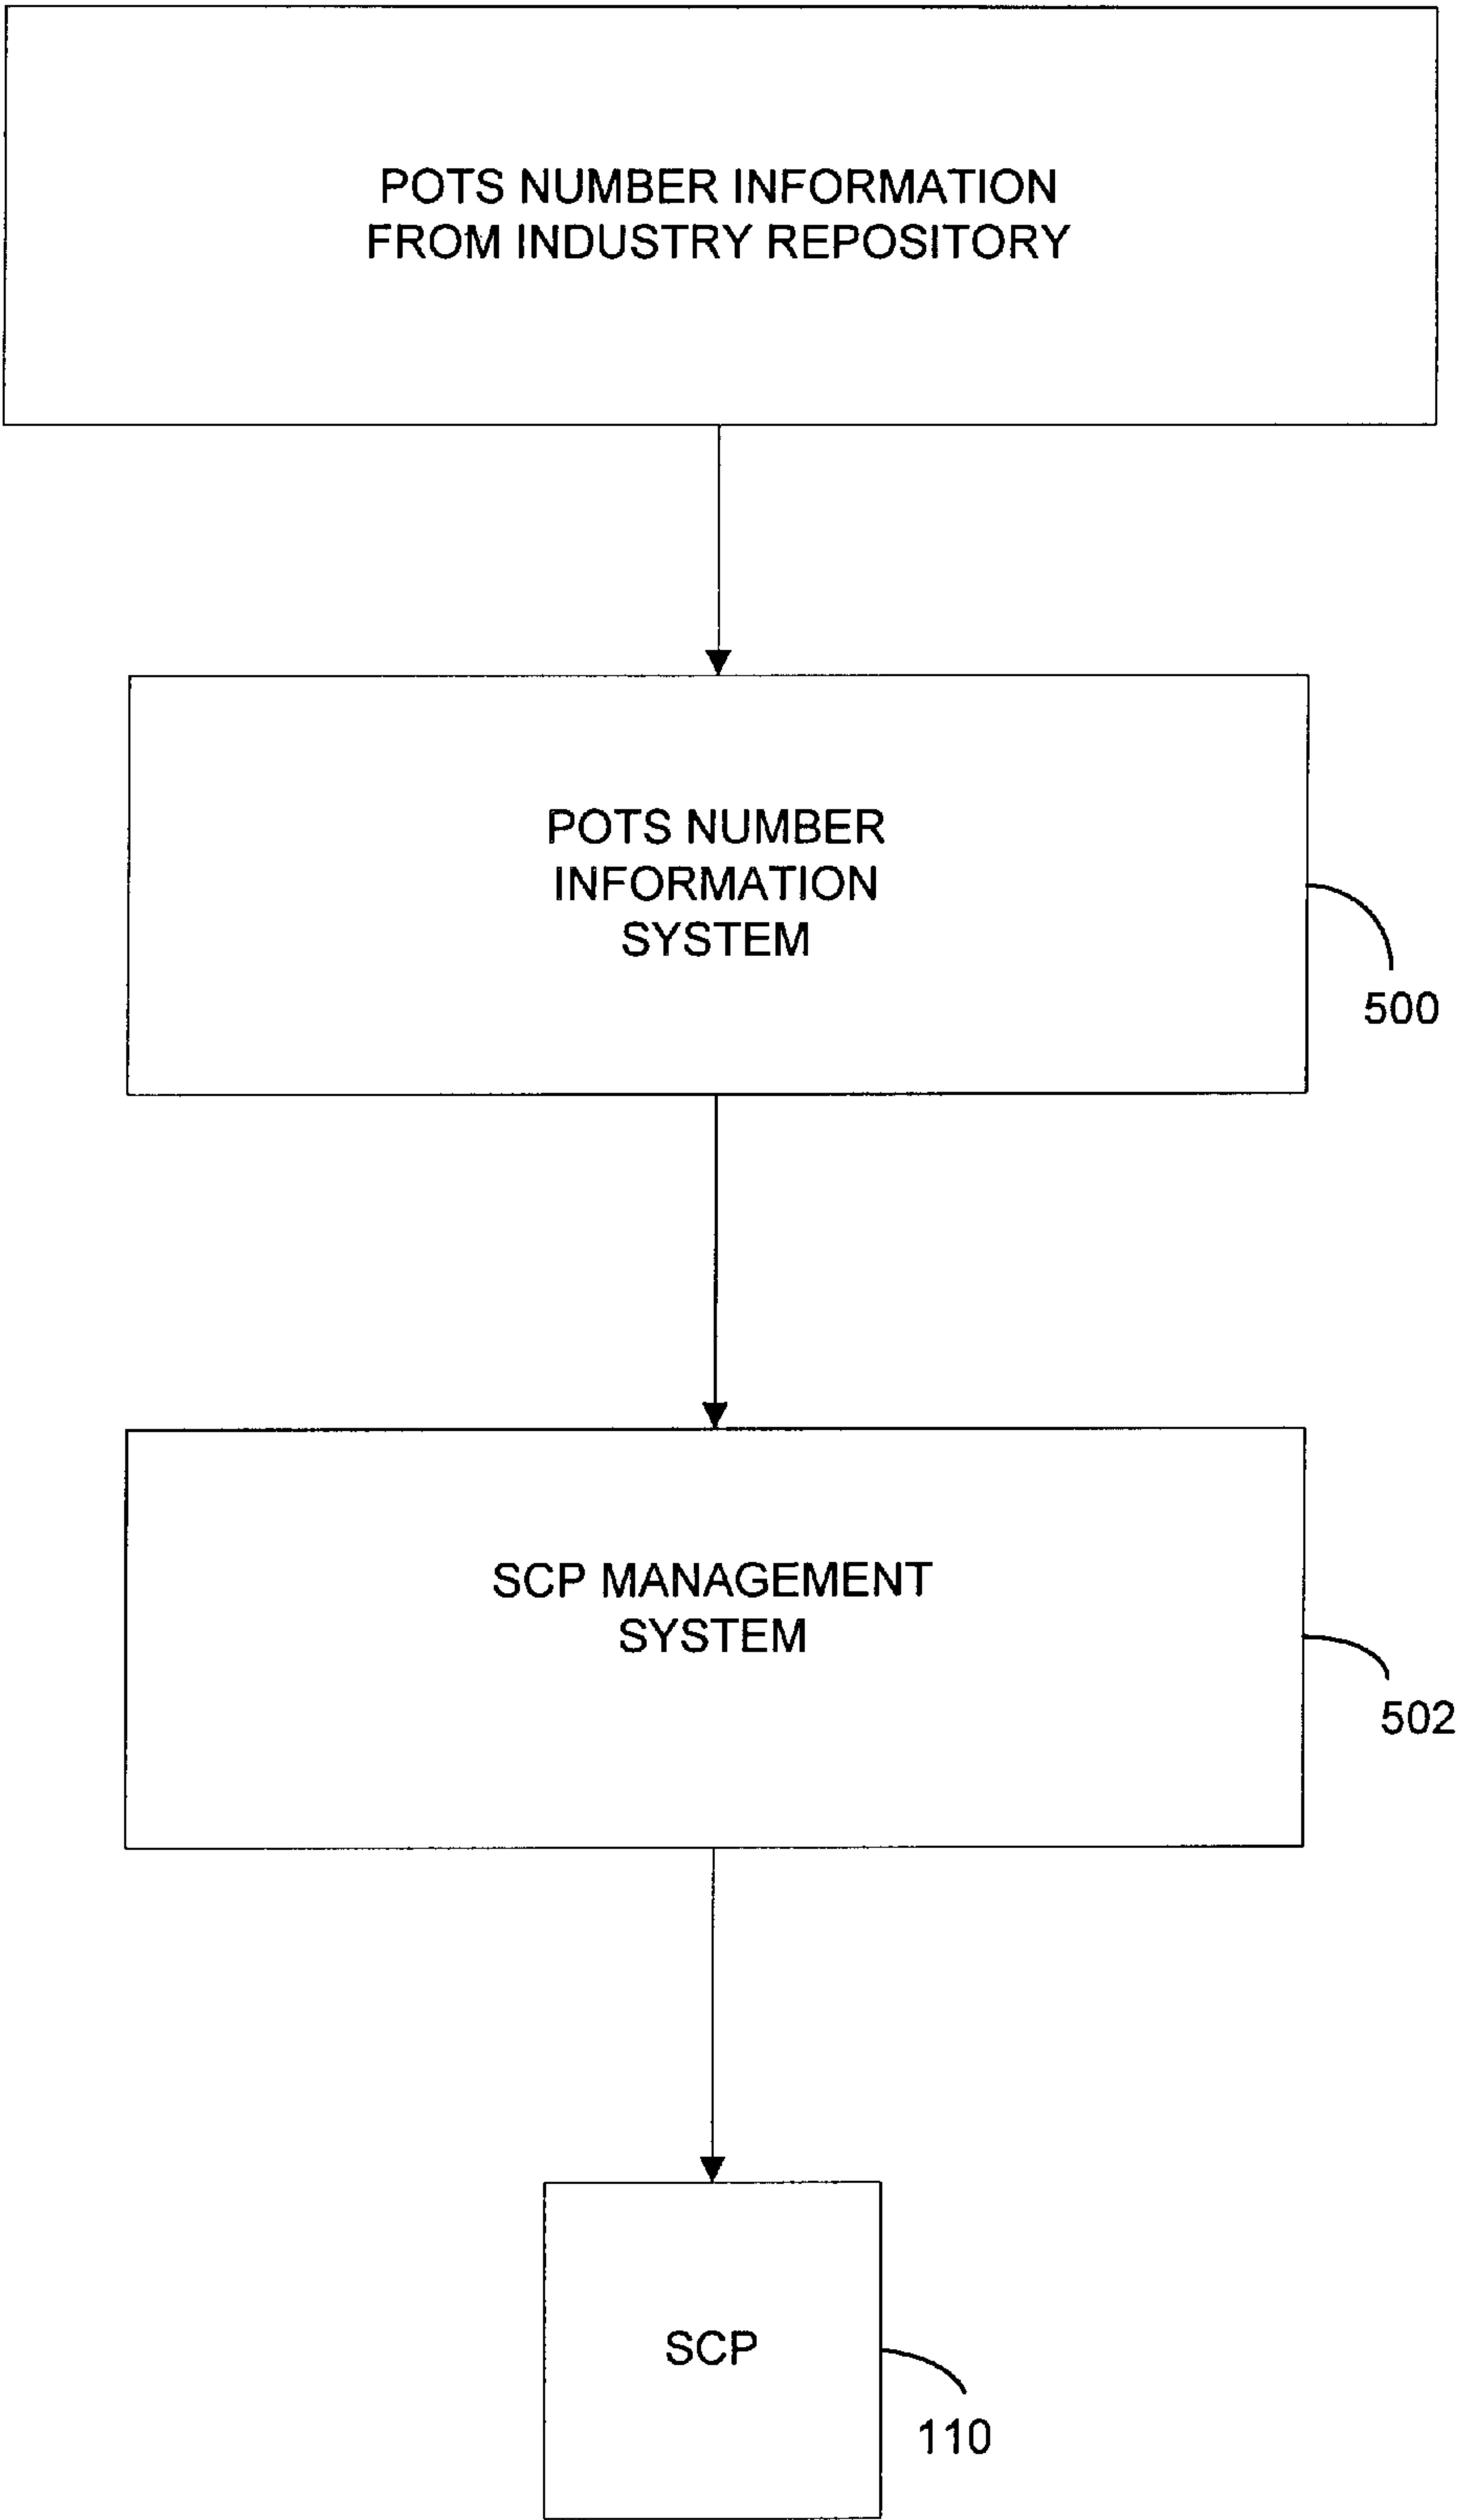 POTS NUMBER INFORMATION
FROM INDUSTRY REPOSITORY
POTS NUMBER
INFORMATION
SYSTEM
500
SCP MANAGEMENT
SYSTEM
502
SCP
110